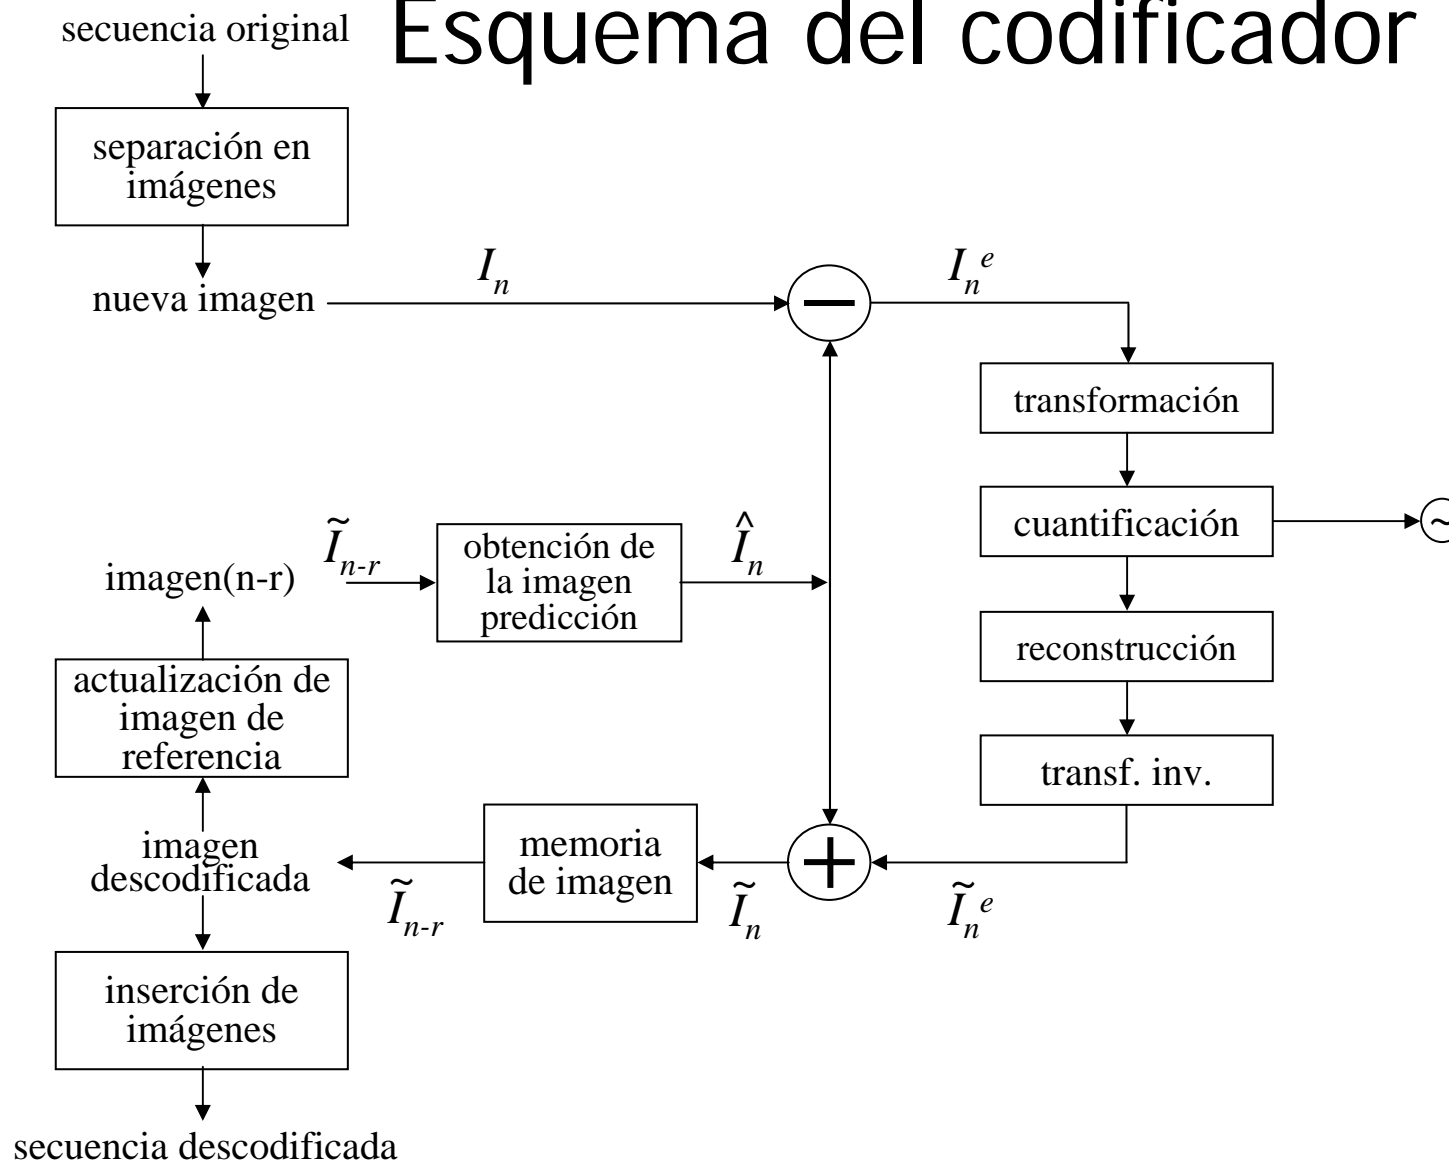 Esquema del codificador
secuencia original
separación en
imágenes
nueva imagen
I_n
I_n^e
transformación
cuantificación
~
reconstrucción
transf. inv.
Ĩ_{n-r}
obtención de
la imagen
predicción
Î_n
imagen(n-r)
actualización de
imagen de
referencia
imagen
descodificada
Ĩ_{n-r}
memoria
de imagen
Ĩ_n
Ĩ_n^e
inserción de
imágenes
secuencia descodificada